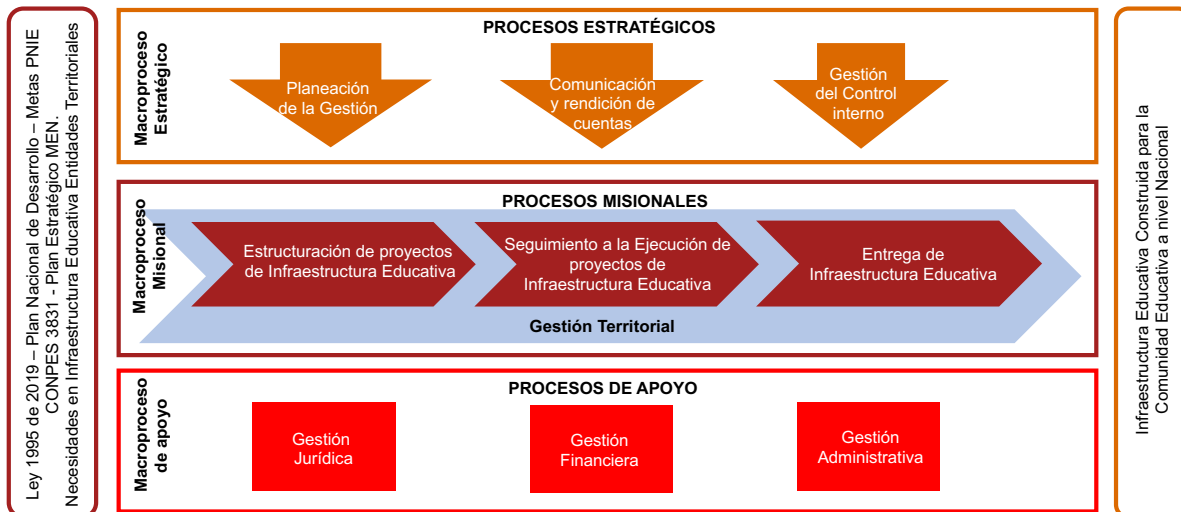 Ley 1995 de 2019 – Plan Nacional de Desarrollo – Metas PNIE
CONPES 3831 - Plan Estratégico MEN.
Necesidades en Infraestructura Educativa Entidades Territoriales
Macroproceso
Estratégico
PROCESOS ESTRATÉGICOS
Planeación
de la Gestión
Comunicación
y rendición de
cuentas
Gestión
del Control
interno
Macroproceso
Misional
PROCESOS MISIONALES
Estructuración de proyectos
de Infraestructura Educativa
Seguimiento a la Ejecución de
proyectos de
Infraestructura Educativa
Entrega de
Infraestructura Educativa
Gestión Territorial
Macroproceso
de apoyo
PROCESOS DE APOYO
Gestión
Jurídica
Gestión
Financiera
Gestión
Administrativa
Infraestructura Educativa Construida para la
Comunidad Educativa a nivel Nacional